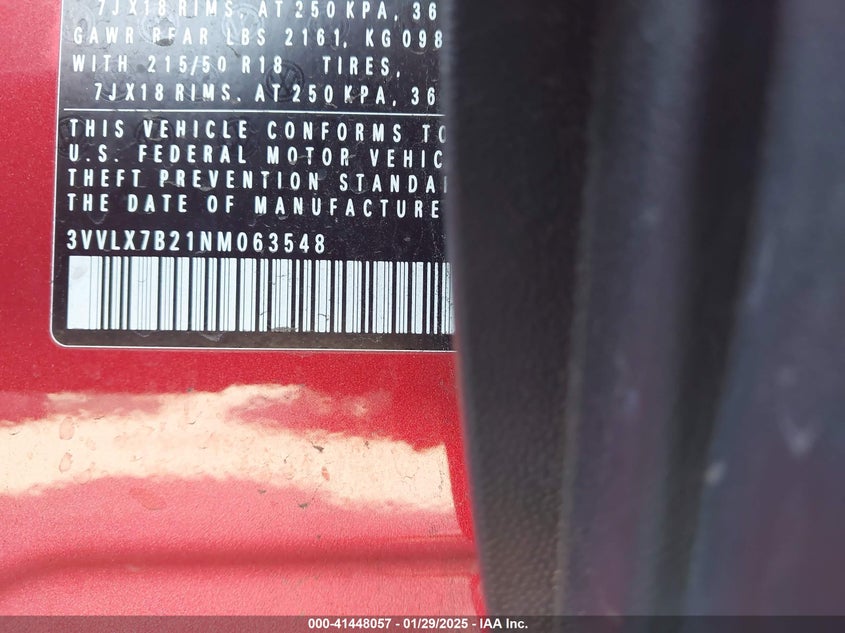 7JX18 RIMS. AT 250 KPA, 36
GAWR REAR LBS 2161, KG 098
WITH 215/50 R18 TIRES,
7JX18 RIMS. AT 250 KPA, 36
THIS VEHICLE CONFORMS TO
U.S. FEDERAL MOTOR VEHIC
THEFT PREVENTION STANDA
THE DATE OF MANUFACTURE
3VVLX7B21NM063548
000-41448057 - 01/29/2025 - IAA Inc.